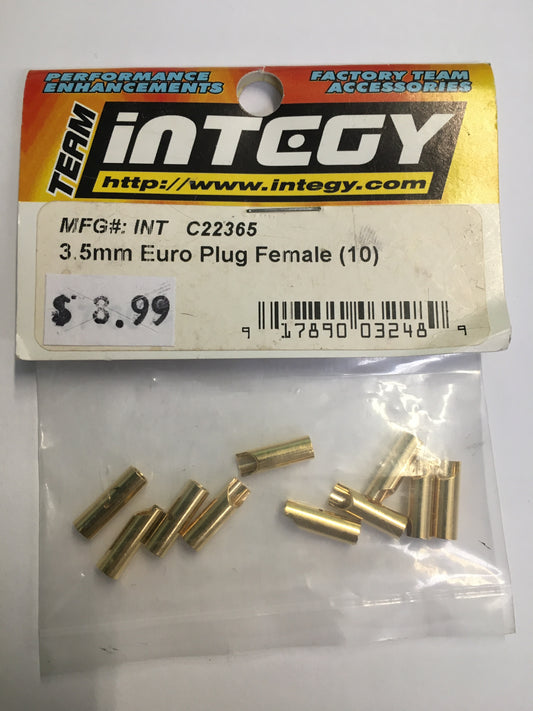 PERFORMANCE ENHANCEMENTS
FACTORY TEAM ACCESSORIES
TEAM
iNTEGY
http://www.integy.com
MFG#: INT C22365
3.5mm Euro Plug Female (10)
$ 8.99
9 17890 03248 9